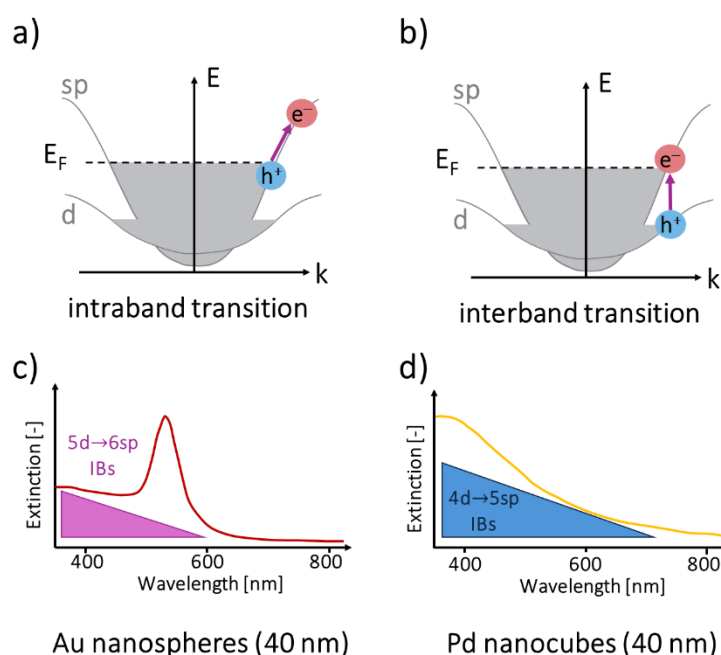 a)
E
sp
e⁻
E_F
h⁺
d
k
intraband transition
b)
E
sp
e⁻
E_F
h⁺
d
k
interband transition
c)
Extinction [-]
5d→6sp
IBs
400 600 800
Wavelength [nm]
Au nanospheres (40 nm)
d)
Extinction [-]
4d→5sp
IBs
400 600 800
Wavelength [nm]
Pd nanocubes (40 nm)